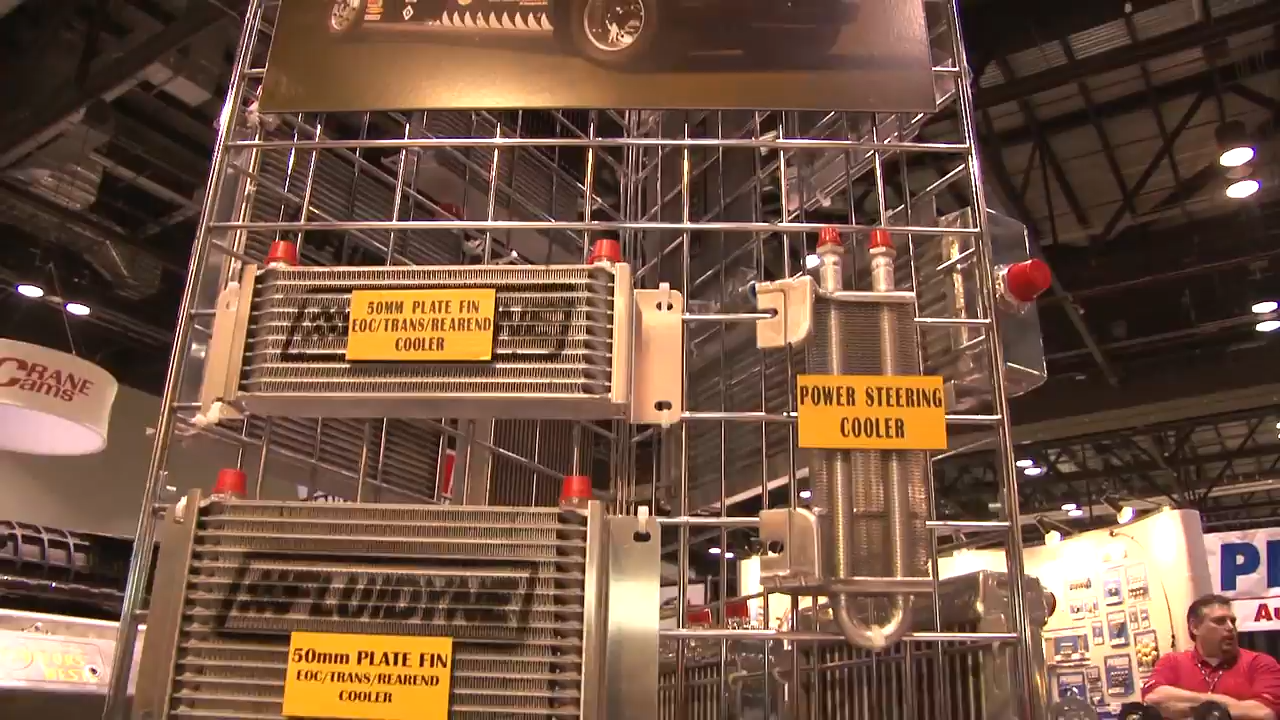 50MM PLATE FIN
EOC/TRANS/REAREND
COOLER
POWER STEERING
COOLER
CRANE
Cams
50mm PLATE FIN
EOC/TRANS/REAREND
COOLER